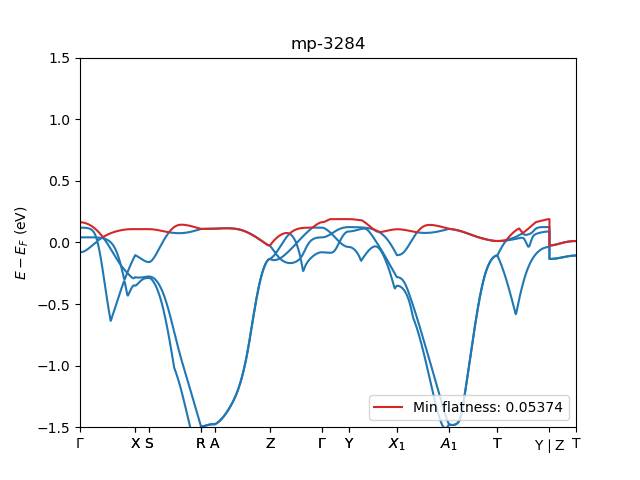 mp-3284
E − E_F (eV)
1.5
1.0
0.5
0.0
−0.5
−1.0
−1.5
Min flatness: 0.05374
Γ X S R A Z Γ Y X₁ A₁ T Y | Z T